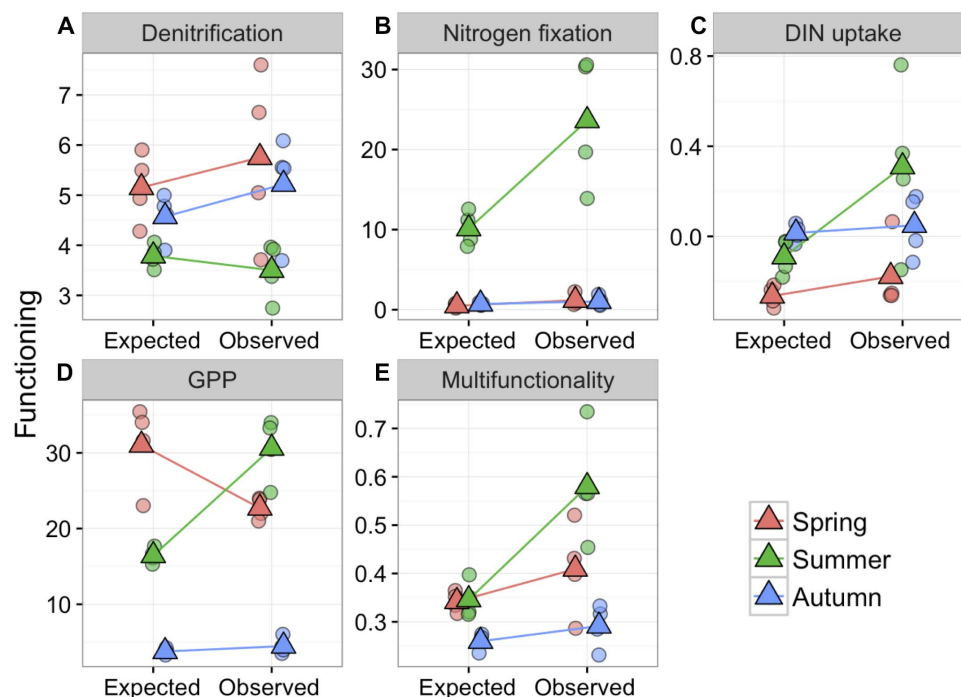 A Denitrification
B Nitrogen fixation
C DIN uptake
7
6
5
4
3
30
20
10
0
0.8
0.4
0.0
Expected Observed
Expected Observed
Expected Observed
Functioning
D GPP
E Multifunctionality
30
20
10
0.7
0.6
0.5
0.4
0.3
Expected Observed
Expected Observed
Spring
Summer
Autumn